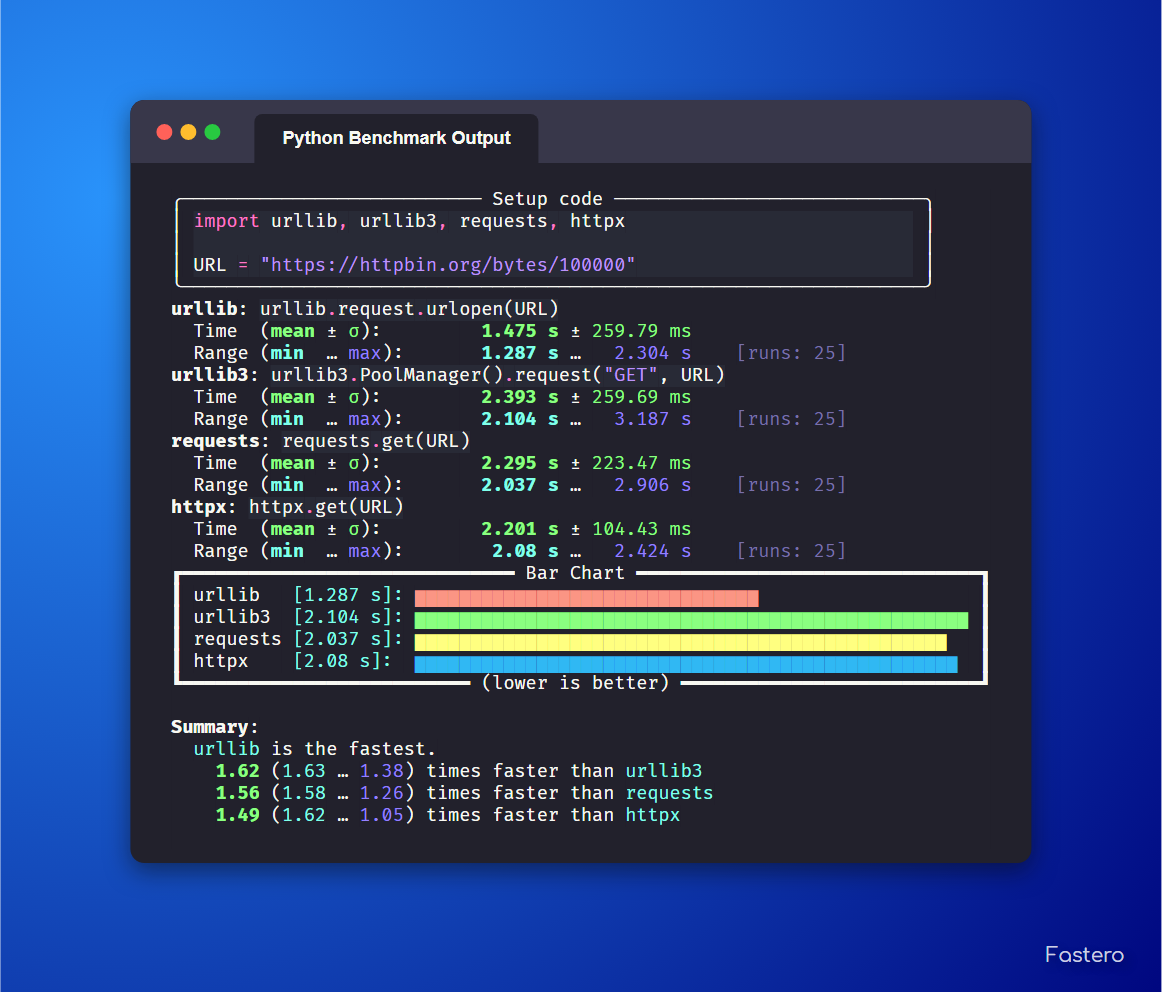 Python Benchmark Output
Setup code
import urllib, urllib3, requests, httpx
URL = "https://httpbin.org/bytes/100000"
urllib: urllib.request.urlopen(URL)
Time (mean ± σ): 1.475 s ± 259.79 ms
Range (min … max): 1.287 s … 2.304 s [runs: 25]
urllib3: urllib3.PoolManager().request("GET", URL)
Time (mean ± σ): 2.393 s ± 259.69 ms
Range (min … max): 2.104 s … 3.187 s [runs: 25]
requests: requests.get(URL)
Time (mean ± σ): 2.295 s ± 223.47 ms
Range (min … max): 2.037 s … 2.906 s [runs: 25]
httpx: httpx.get(URL)
Time (mean ± σ): 2.201 s ± 104.43 ms
Range (min … max): 2.08 s … 2.424 s [runs: 25]
Bar Chart
urllib [1.287 s]:
urllib3 [2.104 s]:
requests [2.037 s]:
httpx [2.08 s]:
(lower is better)
Summary:
urllib is the fastest.
1.62 (1.63 … 1.38) times faster than urllib3
1.56 (1.58 … 1.26) times faster than requests
1.49 (1.62 … 1.05) times faster than httpx
Fastero